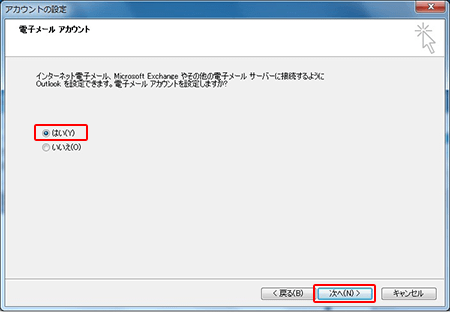 アカウントの設定
電子メール アカウント
インターネット電子メール、Microsoft Exchange やその他の電子メール サーバーに接続するように
Outlook を設定できます。電子メール アカウントを設定しますか?
はい(Y)
いいえ(O)
< 戻る(B)
次へ(N) >
キャンセル